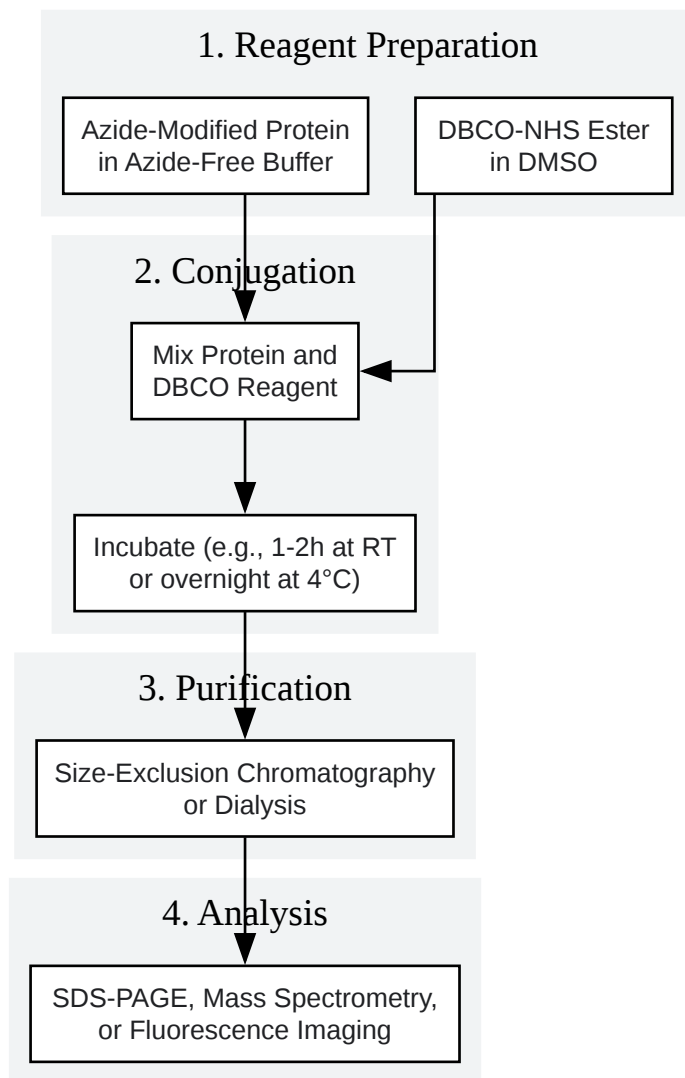 1. Reagent Preparation
Azide-Modified Protein
in Azide-Free Buffer
DBCO-NHS Ester
in DMSO
2. Conjugation
Mix Protein and
DBCO Reagent
Incubate (e.g., 1-2h at RT
or overnight at 4°C)
3. Purification
Size-Exclusion Chromatography
or Dialysis
4. Analysis
SDS-PAGE, Mass Spectrometry,
or Fluorescence Imaging